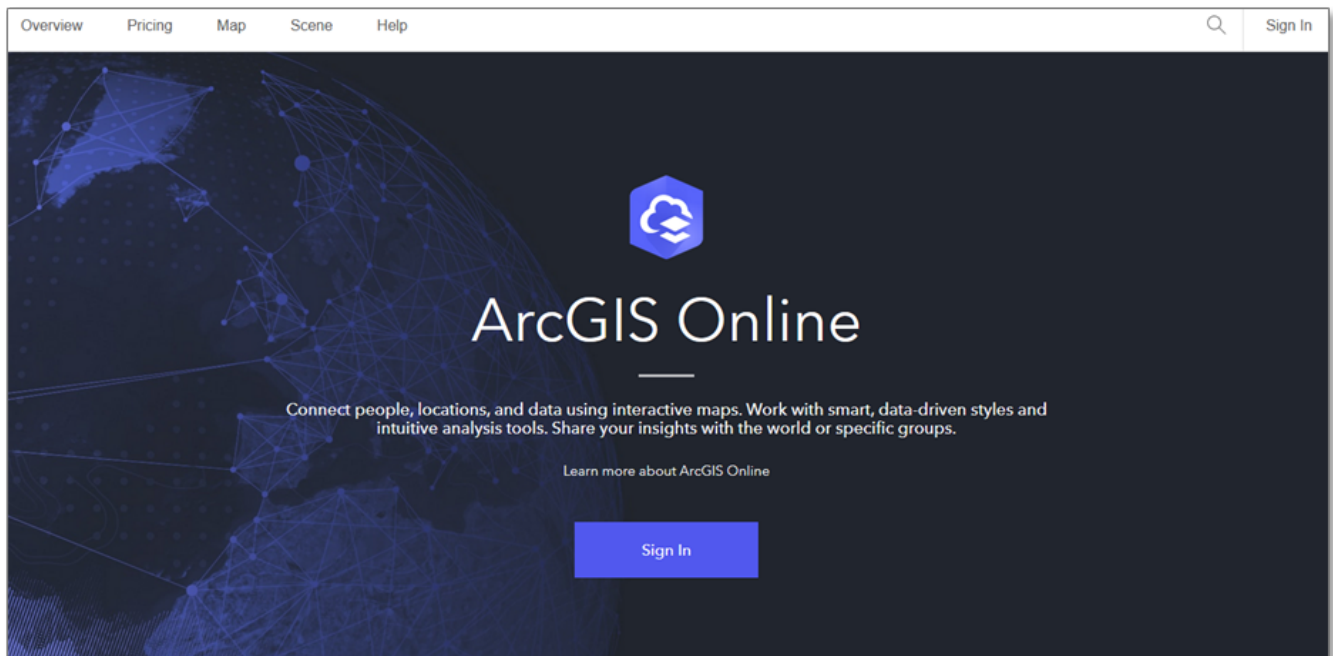 Overview Pricing Map Scene Help Sign In
ArcGIS Online
Connect people, locations, and data using interactive maps. Work with smart, data-driven styles and
intuitive analysis tools. Share your insights with the world or specific groups.
Learn more about ArcGIS Online
Sign In